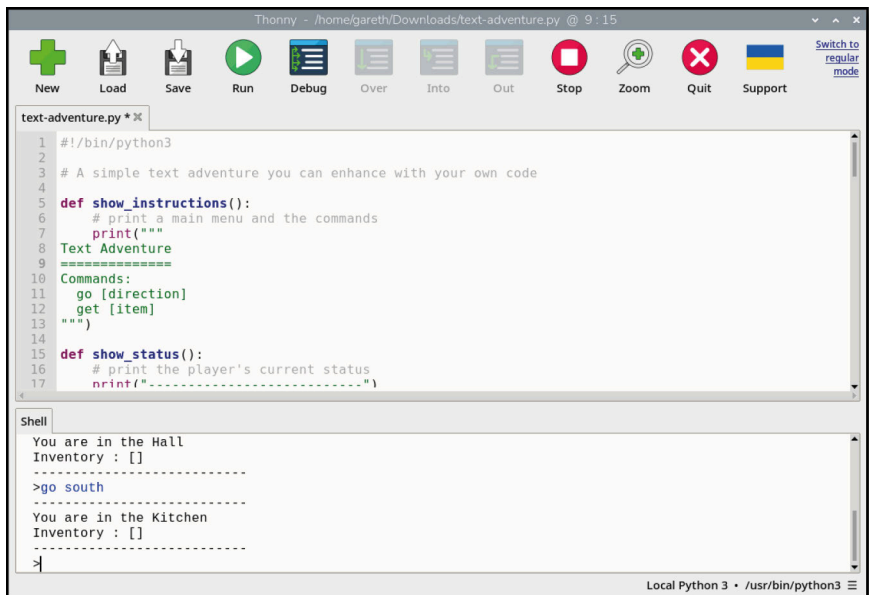 Thonny - /home/gareth/Downloads/text-adventure.py @ 9 : 15
New Load Save Run Debug Over Into Out Stop Zoom Quit Support
Switch to
regular
mode
text-adventure.py *
1 #!/bin/python3
2
3 # A simple text adventure you can enhance with your own code
4
5 def show_instructions():
6     # print a main menu and the commands
7     print("""
8 Text Adventure
9 ==============
10 Commands:
11   go [direction]
12   get [item]
13 """)
14
15 def show_status():
16     # print the player's current status
17     print("---------------------------")
Shell
You are in the Hall
Inventory : []
---------------------------
>go south
---------------------------
You are in the Kitchen
Inventory : []
---------------------------
>
Local Python 3 • /usr/bin/python3 ☰